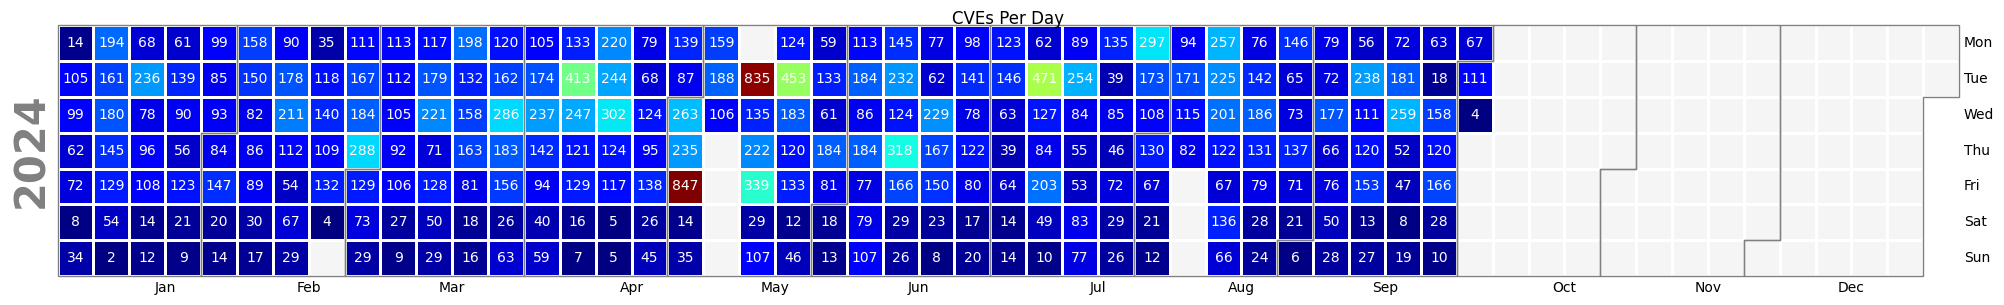 CVEs Per Day
2024
14 194 68 61 99 158 90 35 111 113 117 198 120 105 133 220 79 139 159 124 59 113 145 77 98 123 62 89 135 297 94 257 76 146 79 56 72 63 67 Mon
105 161 236 139 85 150 178 118 167 112 179 132 162 174 413 244 68 87 188 835 453 133 184 232 62 141 146 471 254 39 173 171 225 142 65 72 238 181 18 111 Tue
99 180 78 90 93 82 211 140 184 105 221 158 286 237 247 302 124 263 106 135 183 61 86 124 229 78 63 127 84 85 108 115 201 186 73 177 111 259 158 4 Wed
62 145 96 56 84 86 112 109 288 92 71 163 183 142 121 124 95 235 222 120 184 184 318 167 122 39 84 55 46 130 82 122 131 137 66 120 52 120 Thu
72 129 108 123 147 89 54 132 129 106 128 81 156 94 129 117 138 847 339 133 81 77 166 150 80 64 203 53 72 67 67 79 71 76 153 47 166 Fri
8 54 14 21 20 30 67 4 73 27 50 18 26 40 16 5 26 14 29 12 18 79 29 23 17 14 49 83 29 21 136 28 21 50 13 8 28 Sat
34 2 12 9 14 17 29 29 9 29 16 63 59 7 5 45 35 107 46 13 107 26 8 20 14 10 77 26 12 66 24 6 28 27 19 10 Sun
Jan Feb Mar Apr May Jun Jul Aug Sep Oct Nov Dec